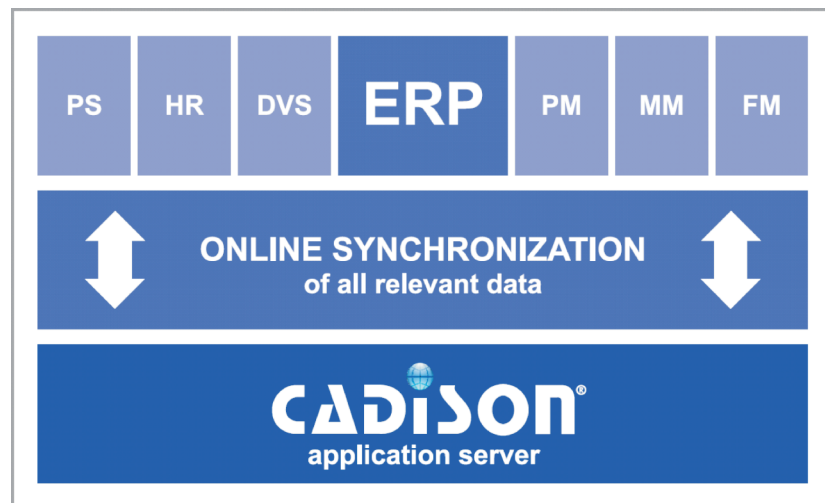 PS HR DVS ERP PM MM FM
ONLINE SYNCHRONIZATION
of all relevant data
CADiSON®
application server